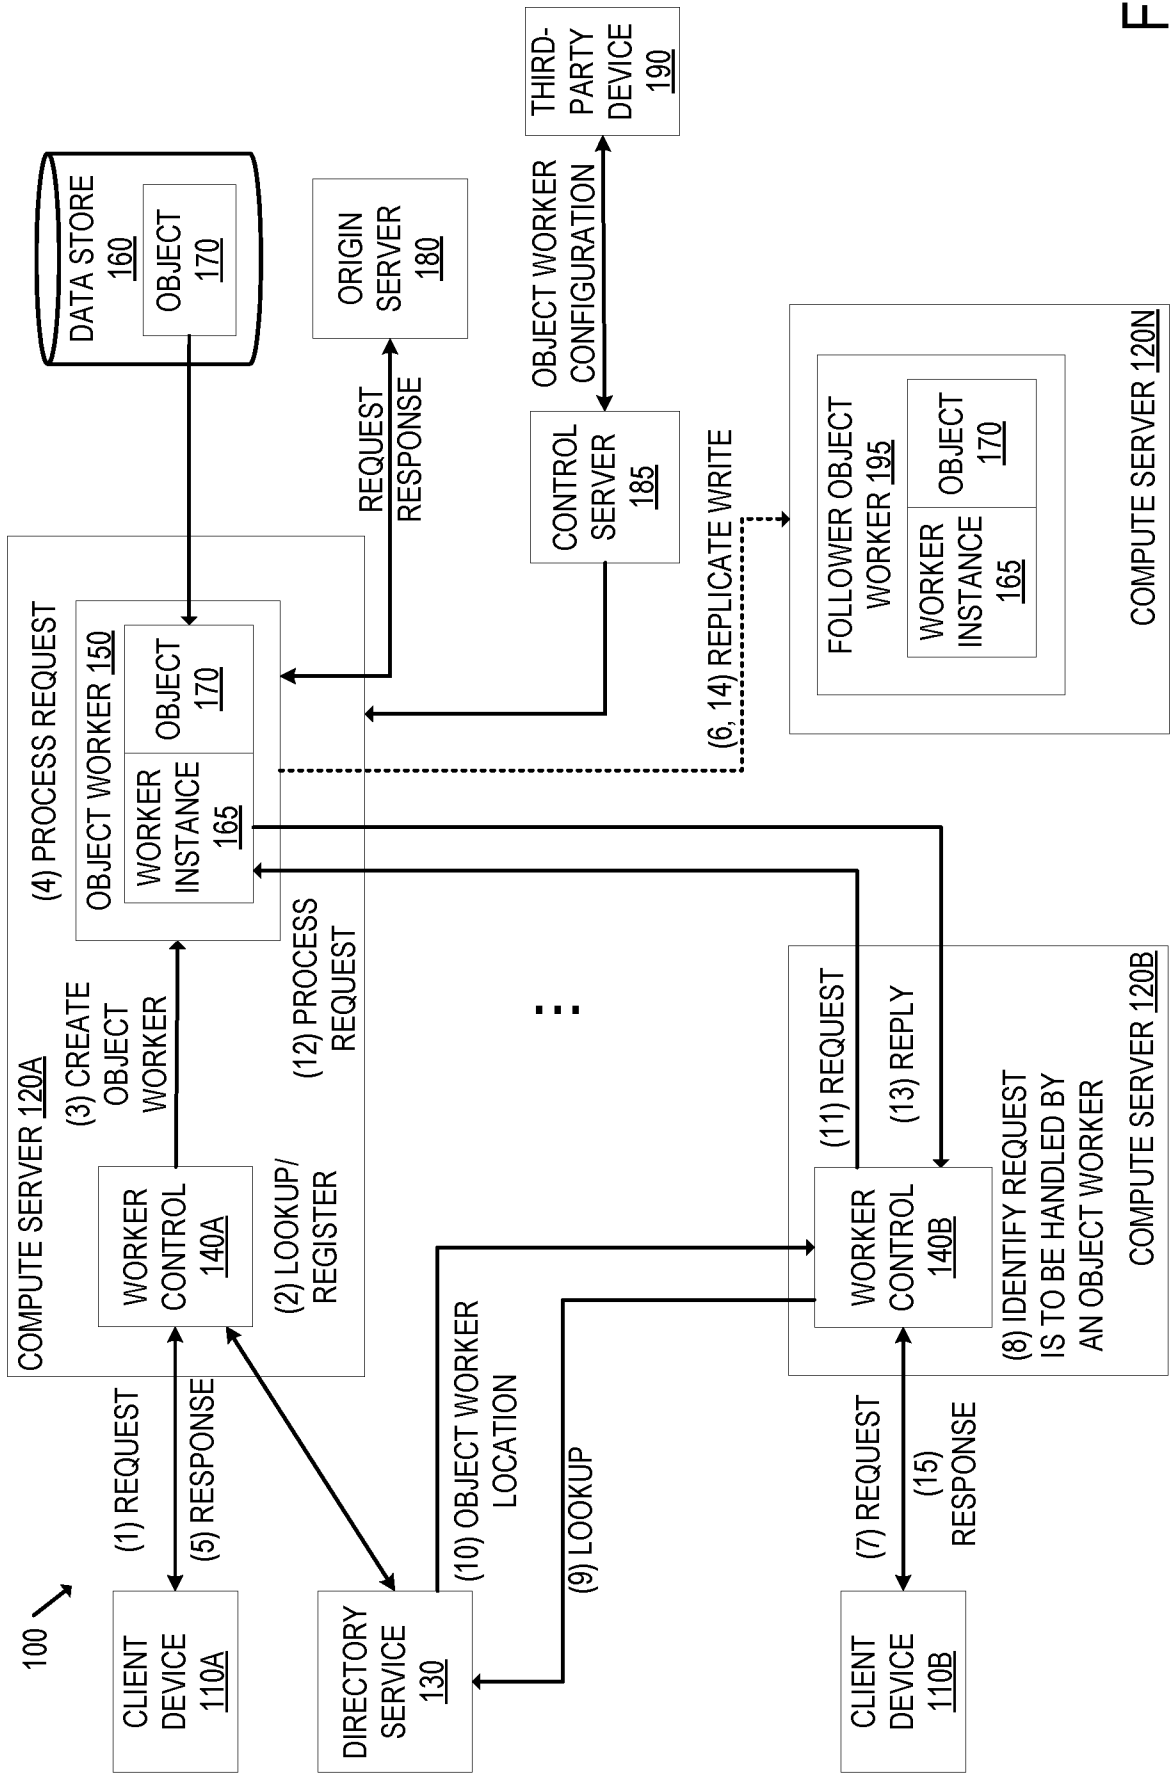 100
CLIENT
DEVICE
110A
(1) REQUEST
(5) RESPONSE
COMPUTE SERVER 120A
WORKER
CONTROL
140A
(2) LOOKUP/
REGISTER
(3) CREATE
OBJECT
WORKER
(4) PROCESS REQUEST
OBJECT WORKER 150
WORKER
INSTANCE
165
OBJECT
170
(12) PROCESS
REQUEST
DATA STORE
160
OBJECT
170
REQUEST
RESPONSE
ORIGIN
SERVER
180
DIRECTORY
SERVICE
130
(10) OBJECT WORKER
LOCATION
(9) LOOKUP
...
CONTROL
SERVER
185
OBJECT WORKER
CONFIGURATION
THIRD-
PARTY
DEVICE
190
(6, 14) REPLICATE WRITE
CLIENT
DEVICE
110B
(7) REQUEST
(15)
RESPONSE
WORKER
CONTROL
140B
(11) REQUEST
(13) REPLY
(8) IDENTIFY REQUEST
IS TO BE HANDLED BY
AN OBJECT WORKER
COMPUTE SERVER 120B
FOLLOWER OBJECT
WORKER 195
WORKER
INSTANCE
165
OBJECT
170
COMPUTE SERVER 120N
F